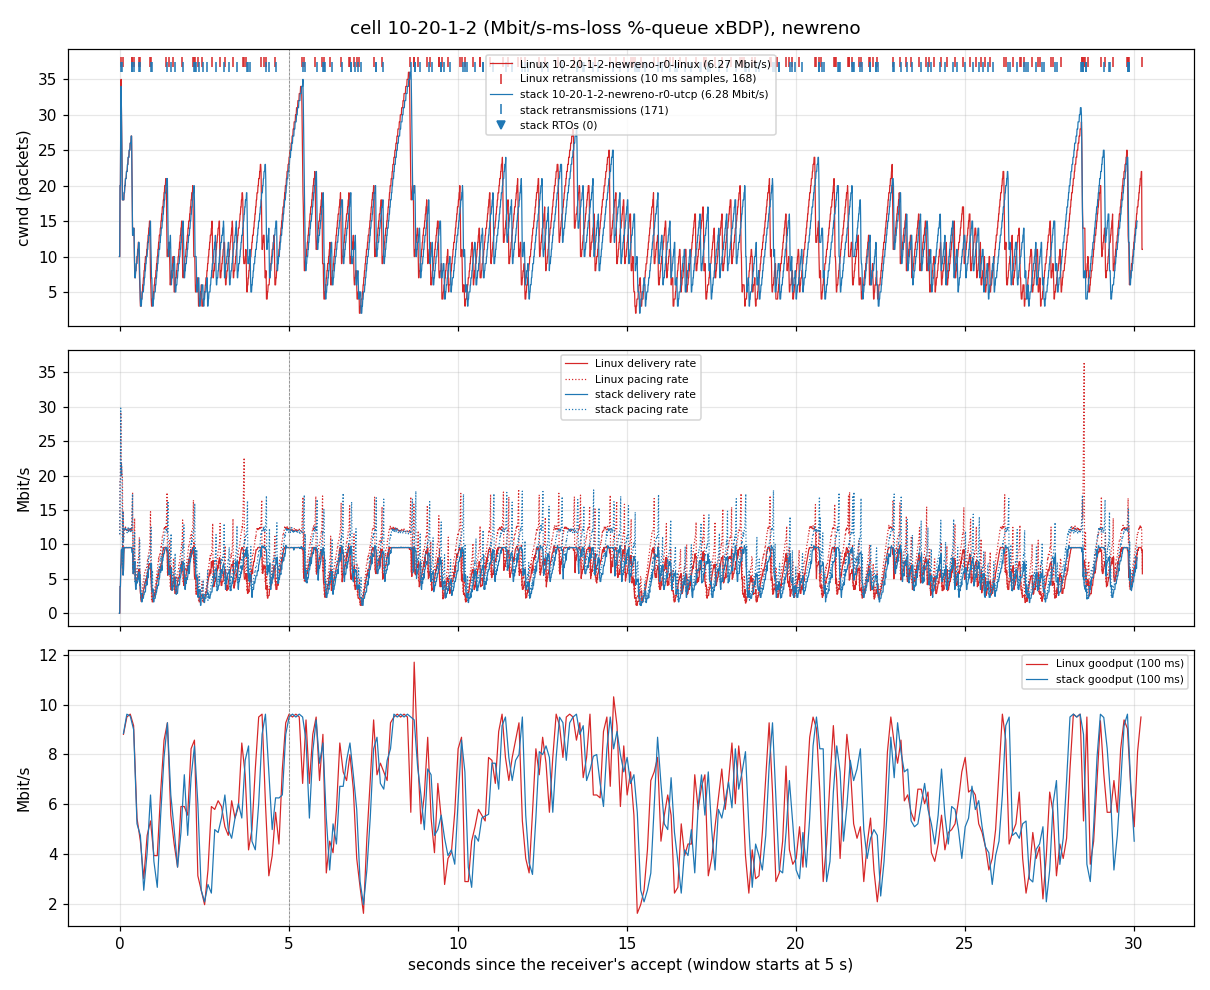 cell 10-20-1-2 (Mbit/s-ms-loss %-queue xBDP), newreno
cwnd (packets)
35
30
25
20
15
10
5
Linux 10-20-1-2-newreno-r0-linux (6.27 Mbit/s)
Linux retransmissions (10 ms samples, 168)
stack 10-20-1-2-newreno-r0-utcp (6.28 Mbit/s)
stack retransmissions (171)
stack RTOs (0)
Mbit/s
35
30
25
20
15
10
5
0
Linux delivery rate
Linux pacing rate
stack delivery rate
stack pacing rate
Mbit/s
12
10
8
6
4
2
Linux goodput (100 ms)
stack goodput (100 ms)
0 5 10 15 20 25 30
seconds since the receiver's accept (window starts at 5 s)